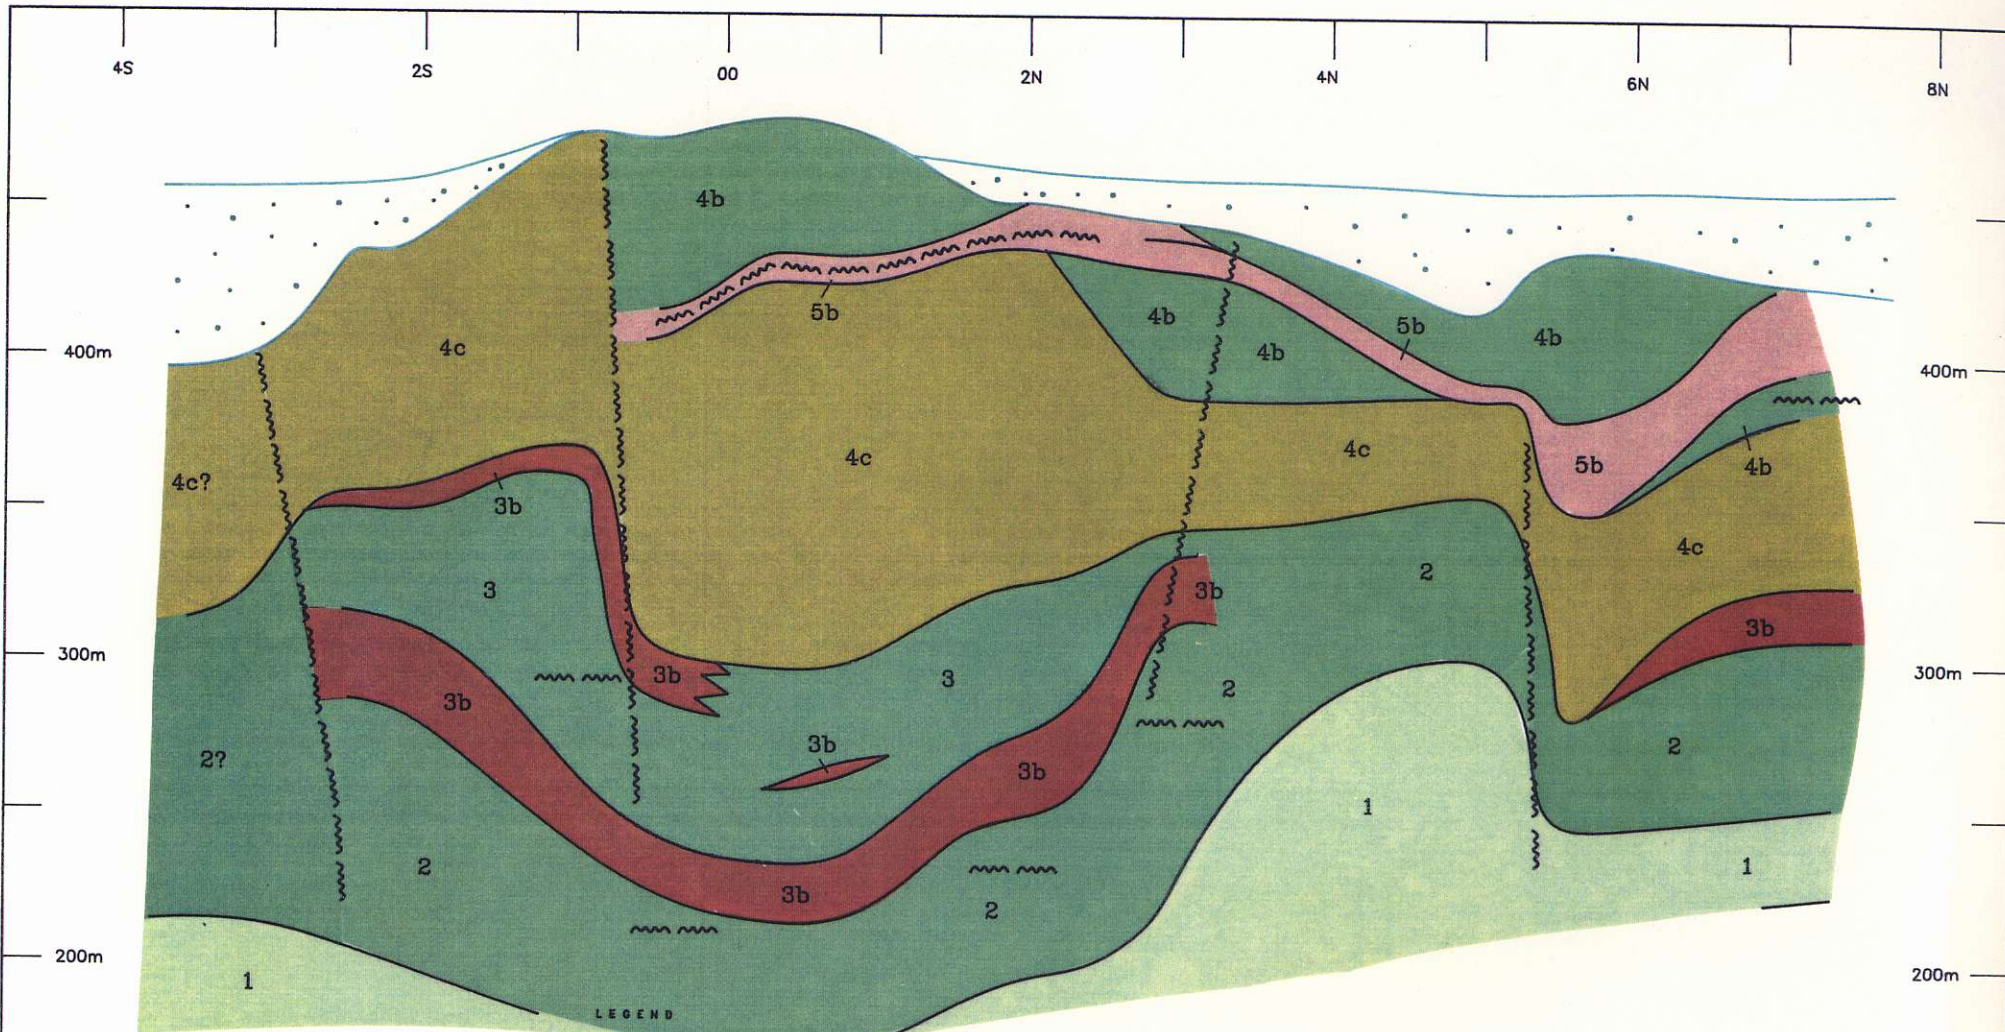 4S 2S 00 2N 4N 6N 8N
4b
5b 4b 5b 4b
4b
400m 4c 400m
4c 4c
4c? 5b 4b
3b
4c
3 2 3b
3b
300m 3b 3 2 300m
3b
2? 3b 3b 2
1
2 3b 2 1
200m 200m
1
LEGEND